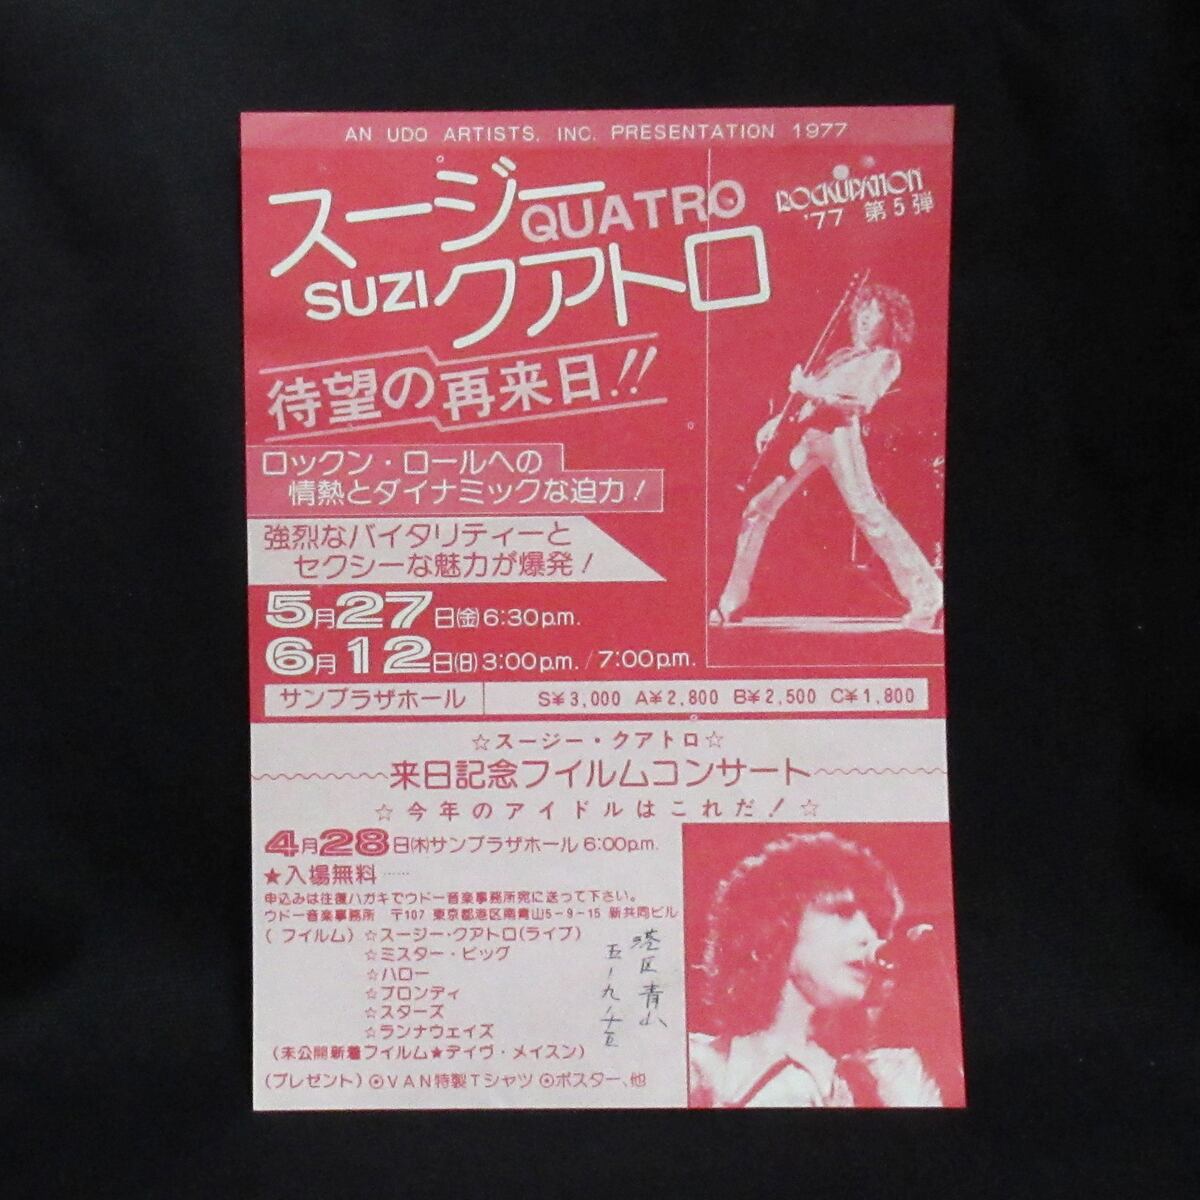 AN UDO ARTISTS, INC. PRESENTATION 1977
スージー
QUATRO
SUZI
クアトロ
ROCKUPATION
'77 第5弾
待望の再来日!!
ロックン・ロールへの
情熱とダイナミックな迫力!
強烈なバイタリティーと
セクシーな魅力が爆発!
5月27日(金)6:30p.m.
6月12日(日)3:00p.m./7:00p.m.
サンプラザホール S¥3,000 A¥2,800 B¥2,500 C¥1,800
☆スージー・クアトロ☆
来日記念フイルムコンサート
☆今年のアイドルはこれだ!☆
4月28日(木)サンプラザホール 6:00p.m.
★入場無料……
申込みは往復ハガキでウドー音楽事務所宛に送って下さい。
ウドー音楽事務所 〒107 東京都港区南青山5-9-15 新共同ビル
(フイルム)☆スージー・クアトロ(ライブ)
☆ミスター・ビッグ
☆ハロー
☆ブロンディ
☆スターズ
☆ランナウェイズ
(未公開新着フイルム★デイヴ・メイスン)
(プレゼント)⊙VAN特製Tシャツ⊙ポスター、他
港区青山
五-九-十五